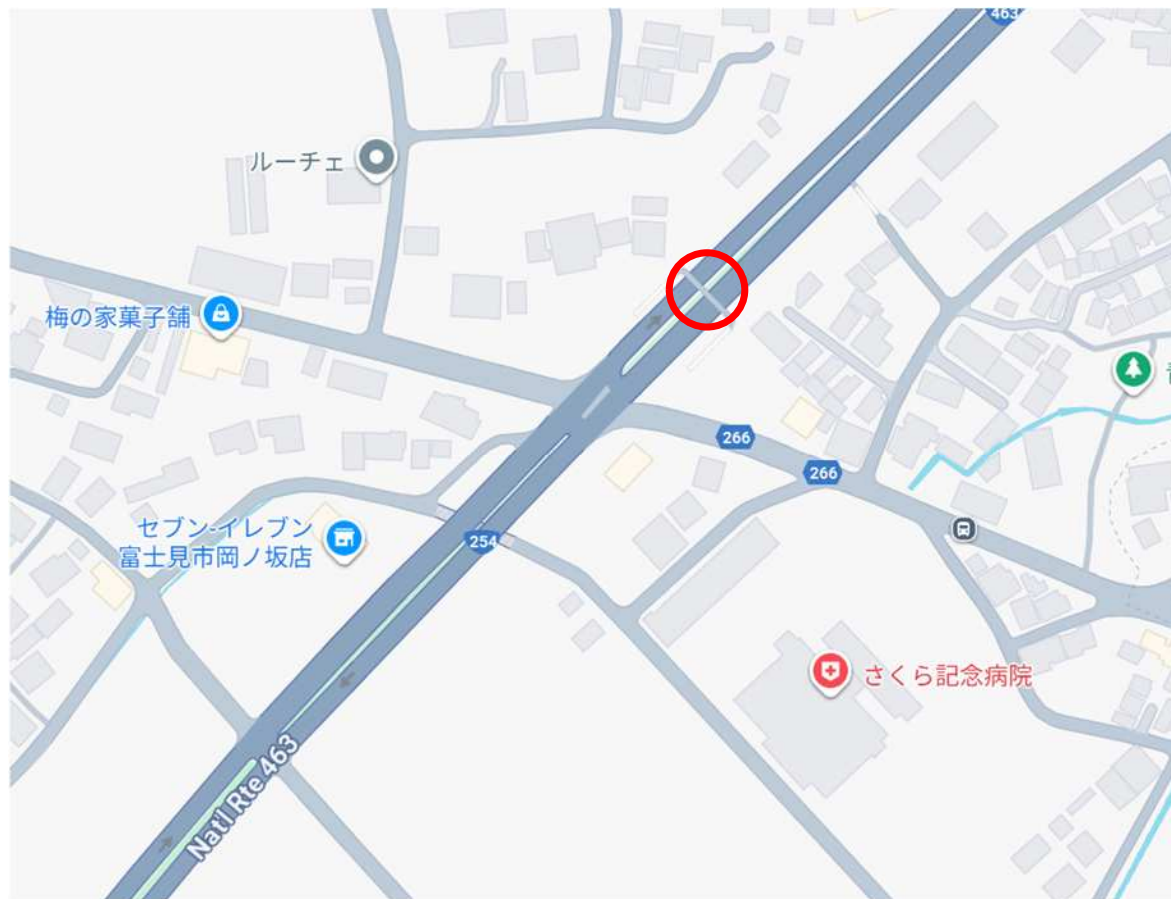 463
ルーチェ
梅の家菓子舗
266
266
セブン-イレブン
富士見市岡ノ坂店
254
さくら記念病院
Nat'l Rte 463